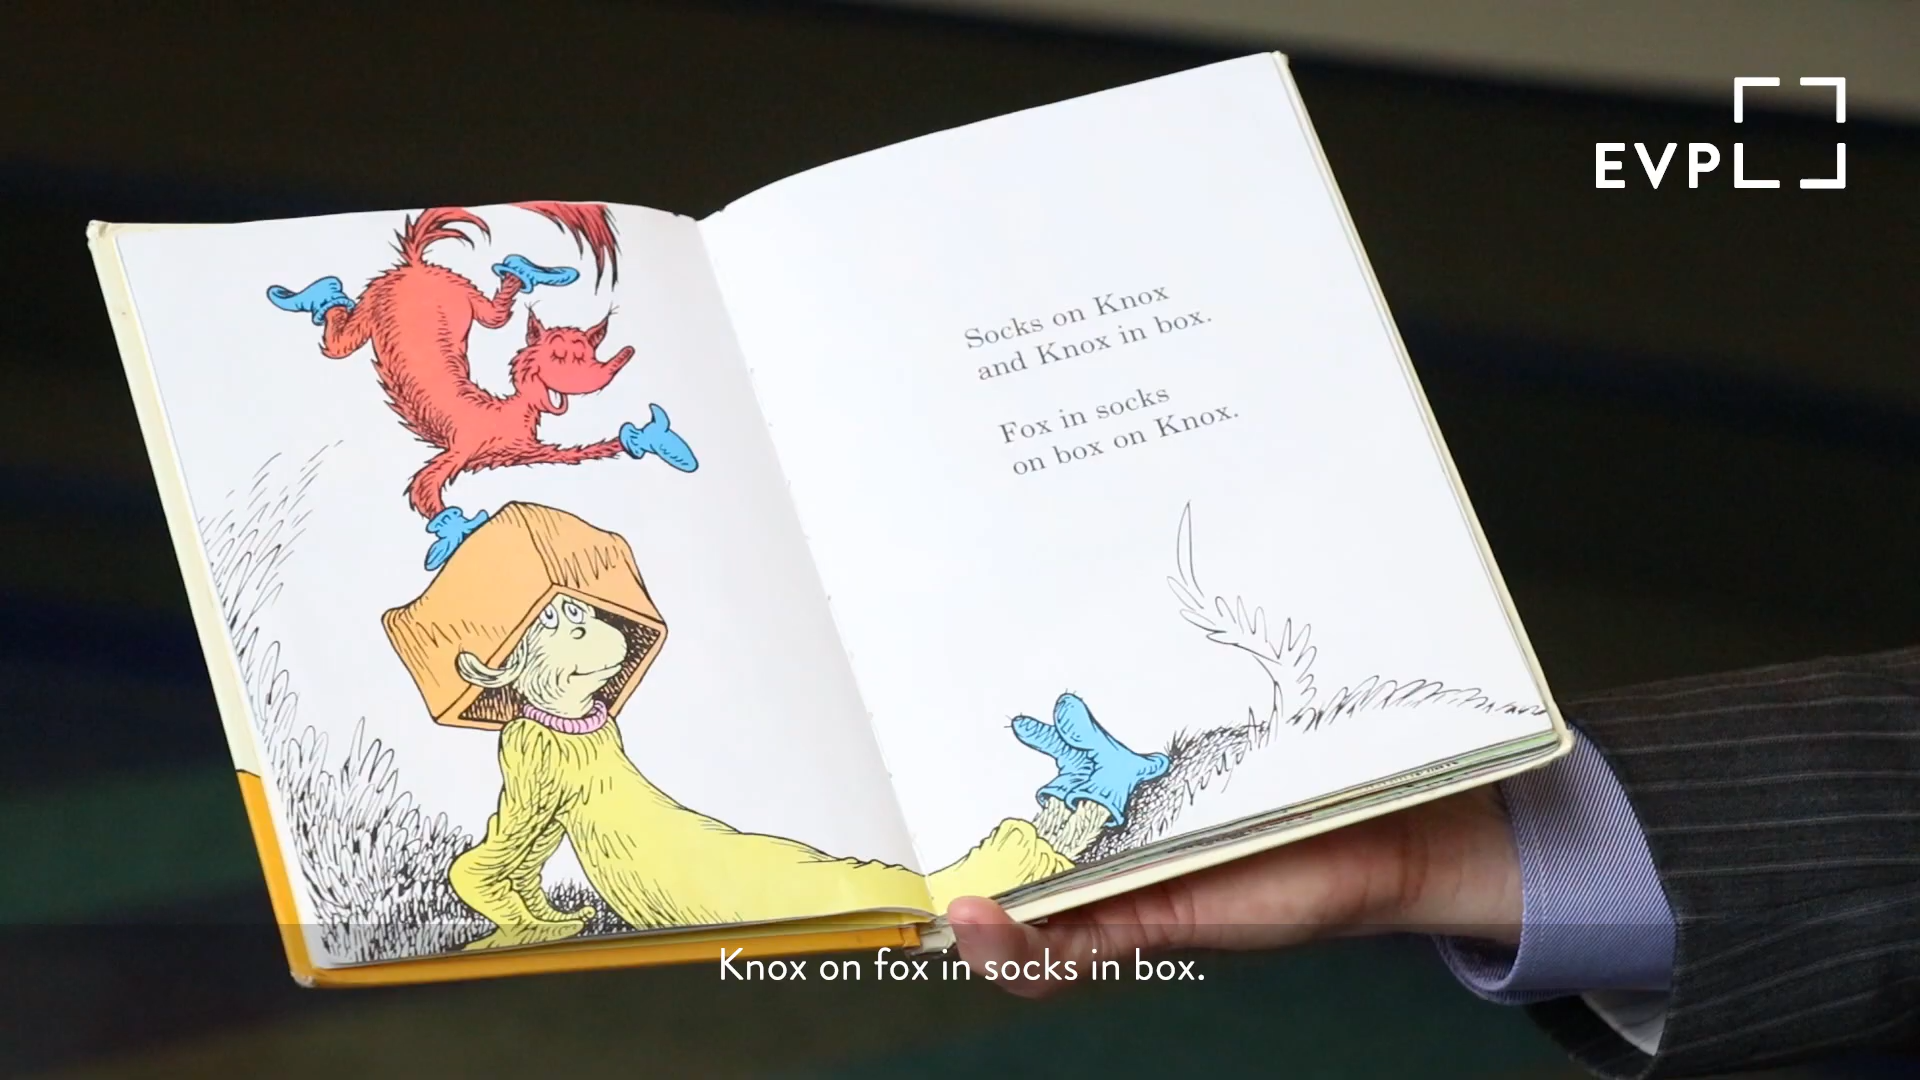 EVPL
Socks on Knox
and Knox in box.
Fox in socks
on box on Knox.
Knox on fox in socks in box.